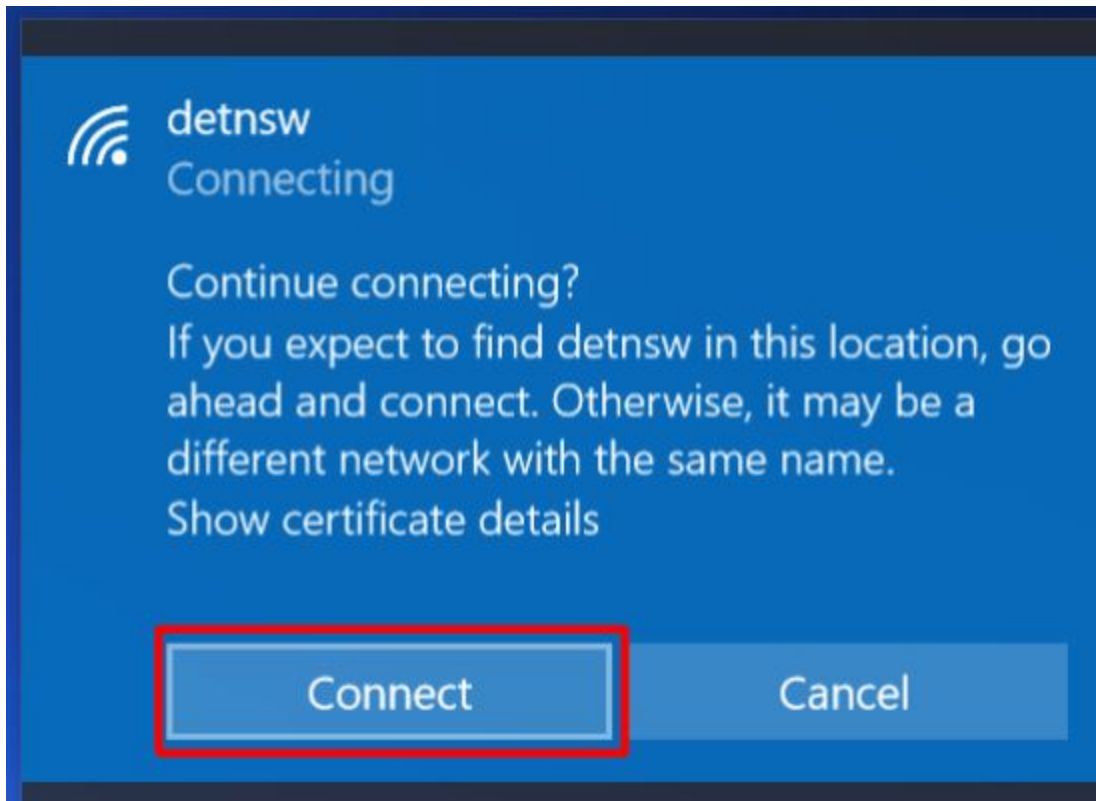 detnsw
Connecting
Continue connecting?
If you expect to find detnsw in this location, go
ahead and connect. Otherwise, it may be a
different network with the same name.
Show certificate details
Connect Cancel